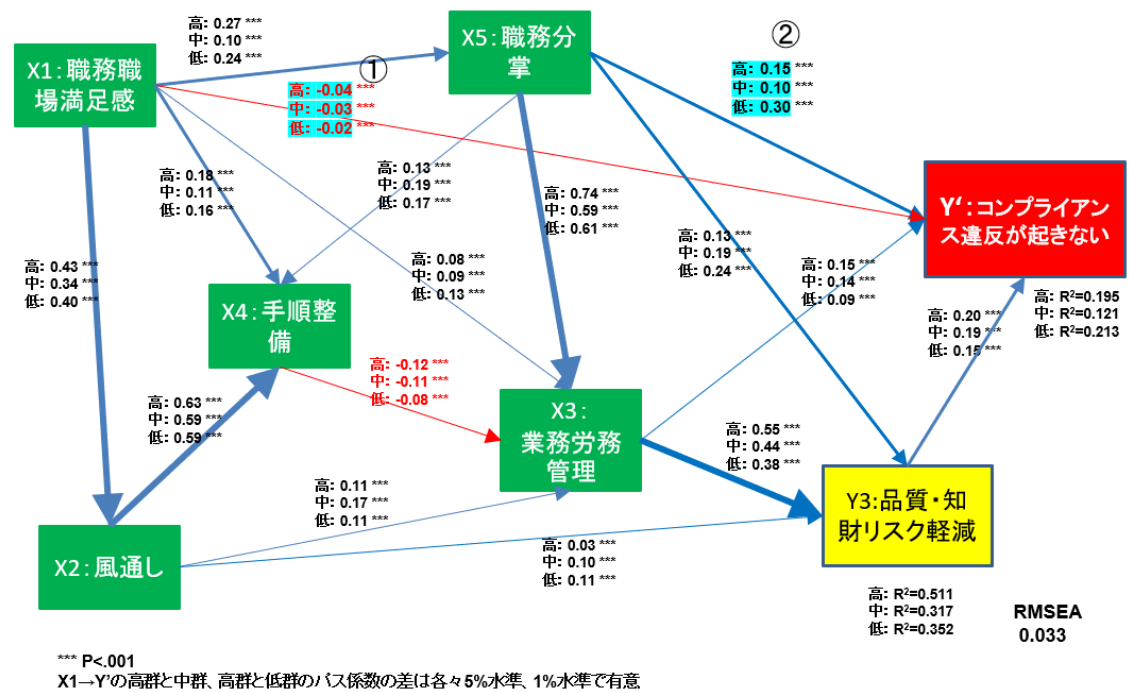 高: 0.27 ***
中: 0.10 ***
低: 0.24 ***
X1：職務職
場満足感
X5：職務分
掌
①
②
高: -0.04 ***
中: -0.03 ***
低: -0.02 ***
高: 0.15 ***
中: 0.10 ***
低: 0.30 ***
高: 0.18 ***
中: 0.11 ***
低: 0.16 ***
高: 0.13 ***
中: 0.19 ***
低: 0.17 ***
高: 0.74 ***
中: 0.59 ***
低: 0.61 ***
Y‘：コンプライアン
ス違反が起きない
高: 0.43 ***
中: 0.34 ***
低: 0.40 ***
高: 0.08 ***
中: 0.09 ***
低: 0.13 ***
高: 0.13 ***
中: 0.19 ***
低: 0.24 ***
高: 0.15 ***
中: 0.14 ***
低: 0.09 ***
X4：手順整
備
高: 0.20 ***
中: 0.19 ***
低: 0.15 ***
高: R²=0.195
中: R²=0.121
低: R²=0.213
高: -0.12 ***
中: -0.11 ***
低: -0.08 ***
高: 0.63 ***
中: 0.59 ***
低: 0.59 ***
X3：
業務労務
管理
高: 0.55 ***
中: 0.44 ***
低: 0.38 ***
高: 0.11 ***
中: 0.17 ***
低: 0.11 ***
Y3:品質・知
財リスク軽減
X2：風通し
高: 0.03 ***
中: 0.10 ***
低: 0.11 ***
高: R²=0.511
中: R²=0.317
低: R²=0.352
RMSEA
0.033
*** P<.001
X1→Y'の高群と中群、高群と低群のパス係数の差は各々5%水準、1%水準で有意